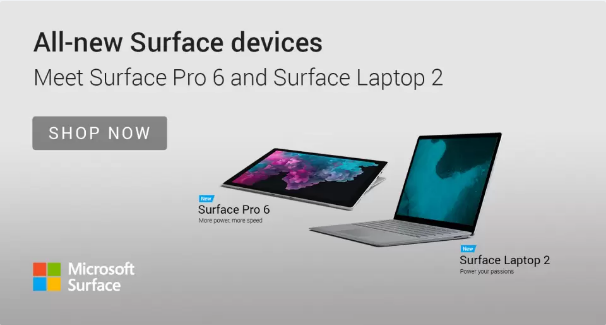 All-new Surface devices
Meet Surface Pro 6 and Surface Laptop 2
SHOP NOW
New
Surface Pro 6
More power, more speed
New
Surface Laptop 2
Power your passions
Microsoft
Surface